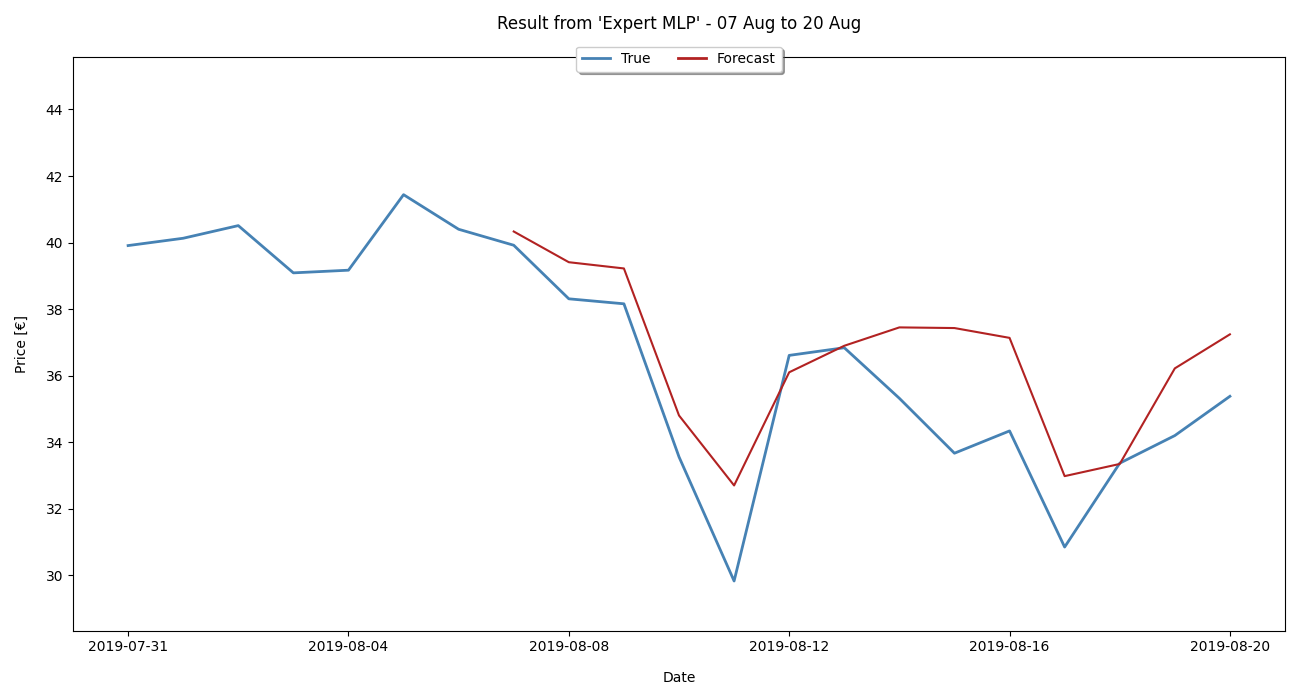 Result from 'Expert MLP' - 07 Aug to 20 Aug
True Forecast
44
42
40
38
36
34
32
30
Price [€]
2019-07-31 2019-08-04 2019-08-08 2019-08-12 2019-08-16 2019-08-20
Date